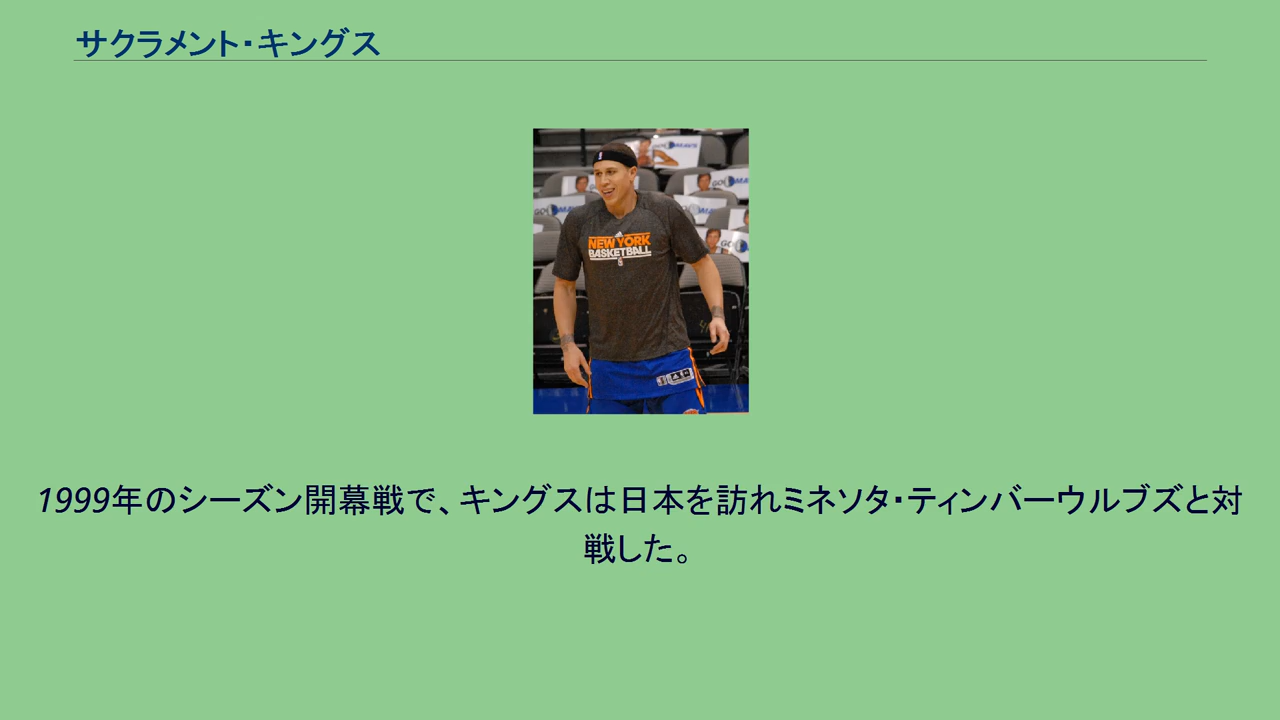 サクラメント・キングス
GO MAVS
NEW YORK
BASKETBALL
1999年のシーズン開幕戦で、キングスは日本を訪れミネソタ・ティンバーウルブズと対
戦した。